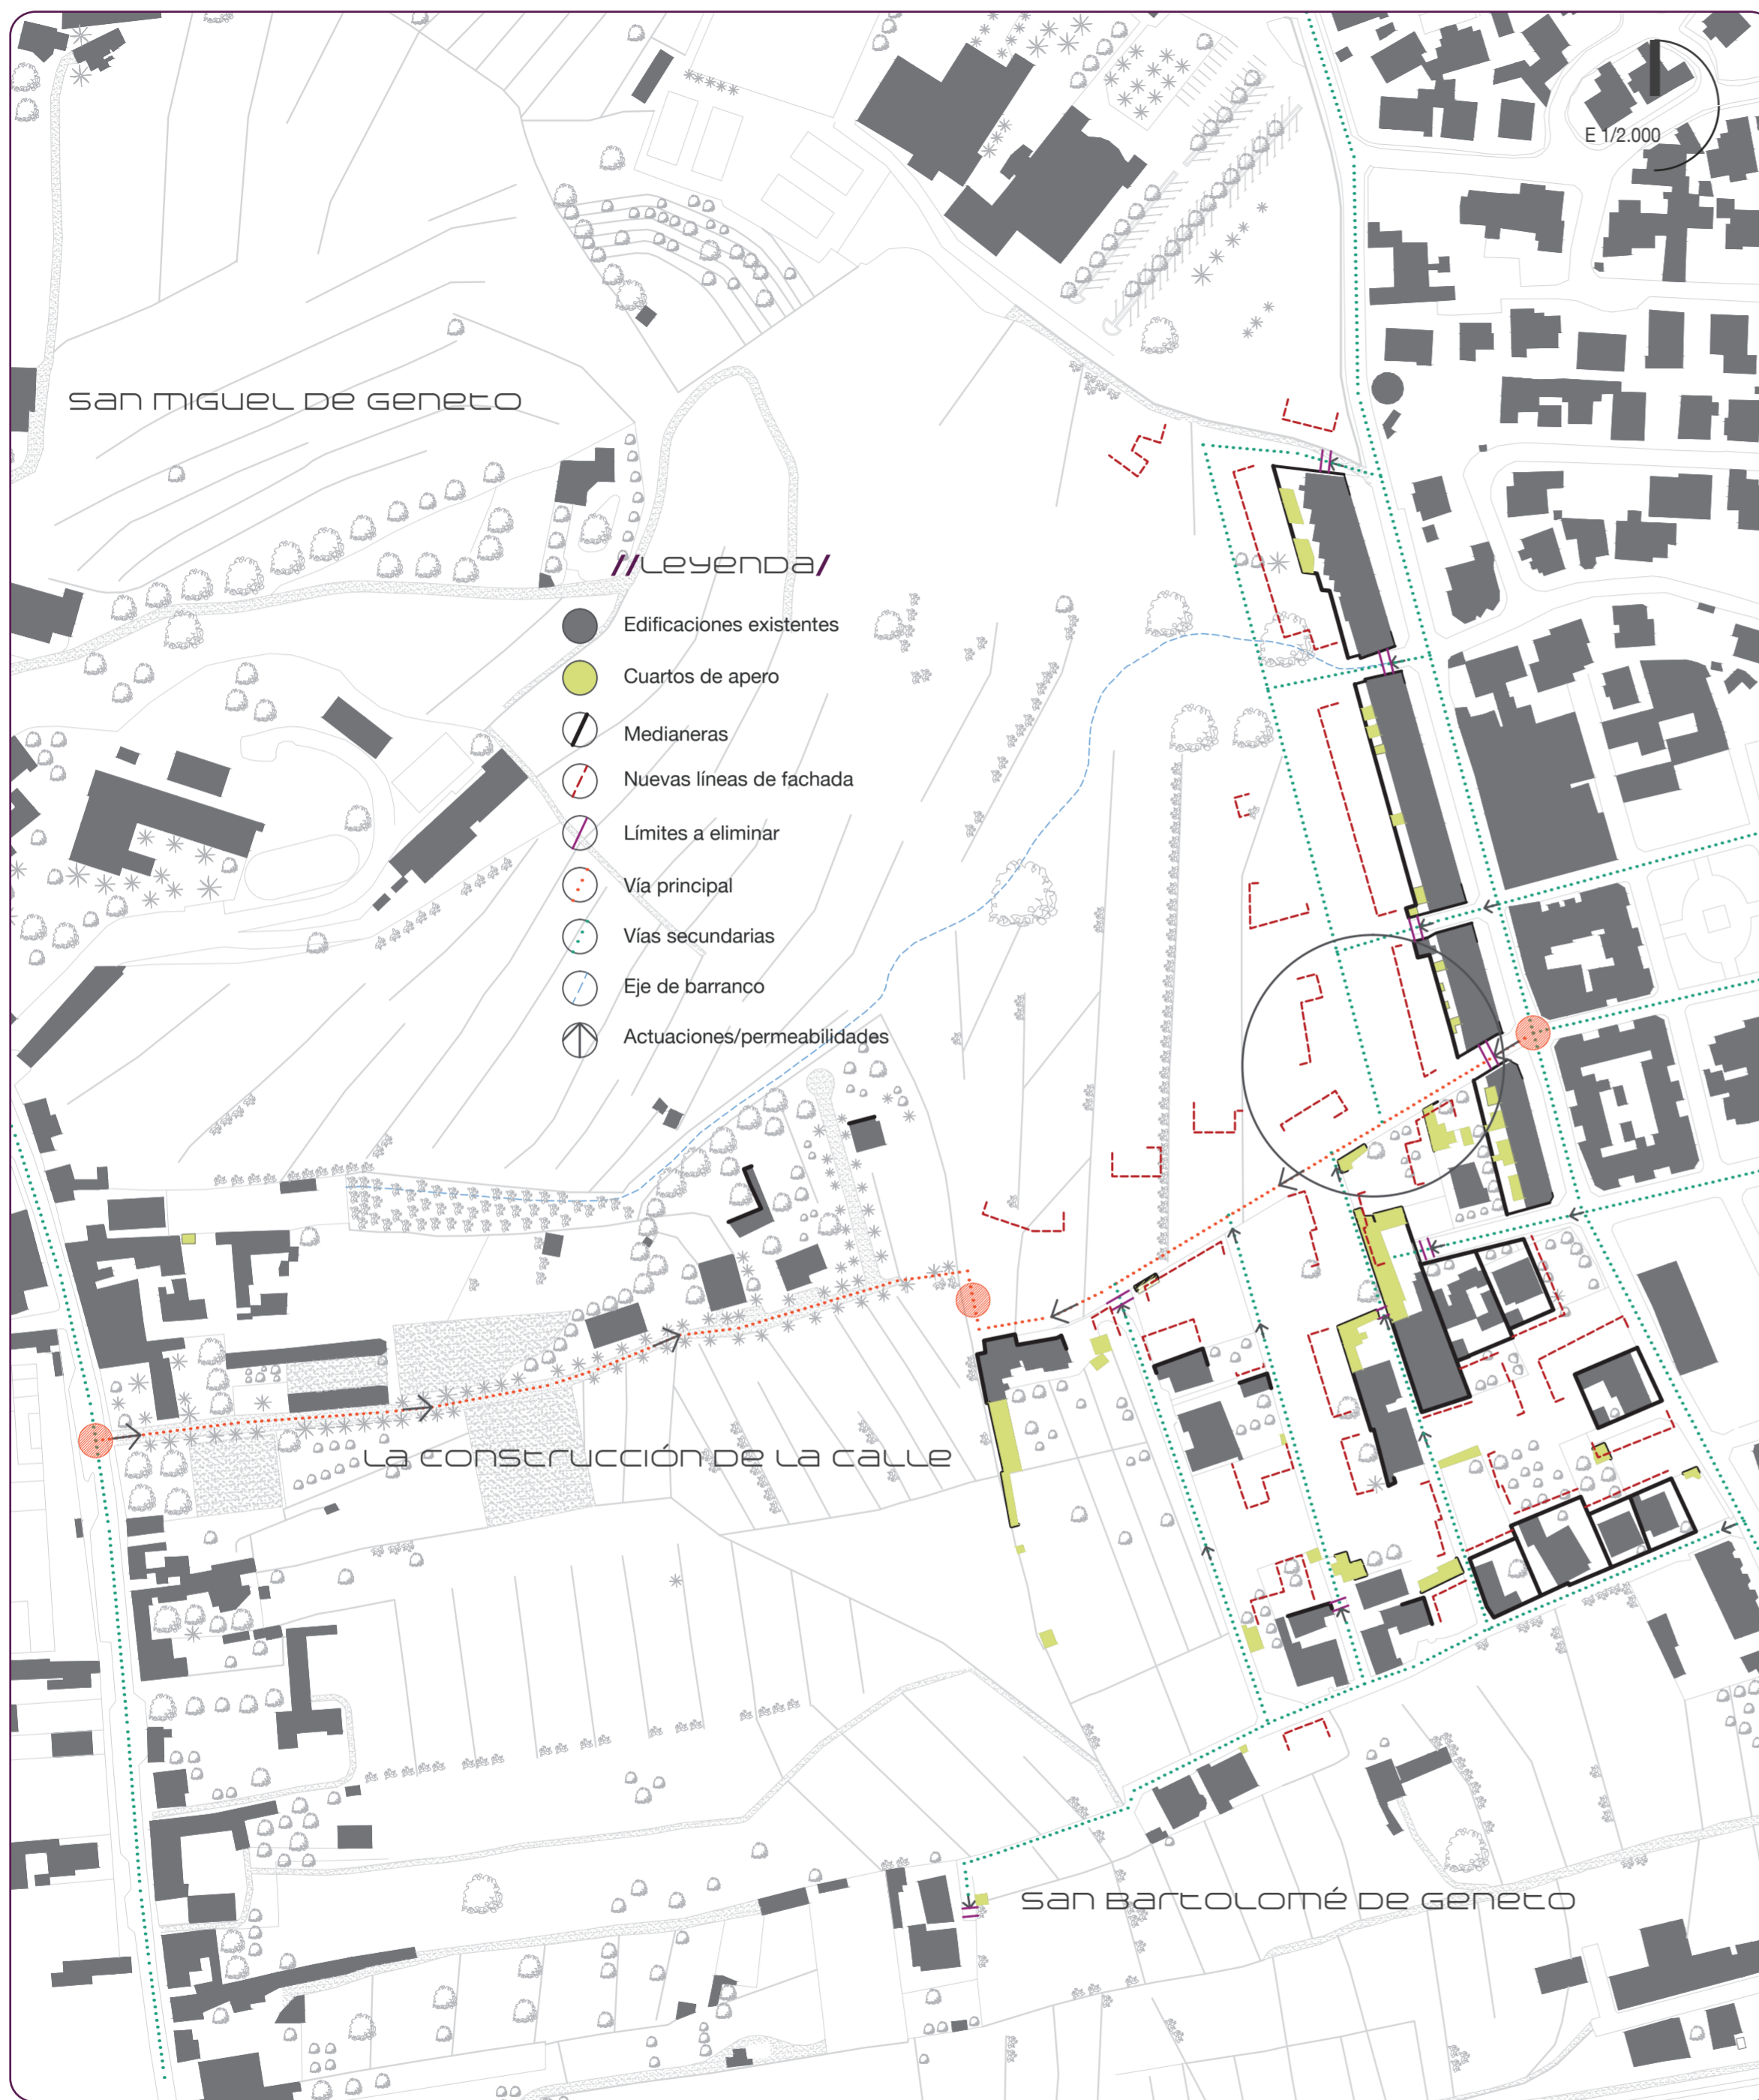 E 1/2.000
San Miguel de Geneto
//Leyenda/
Edificaciones existentes
Cuartos de apero
Medianeras
Nuevas líneas de fachada
Límites a eliminar
Vía principal
Vías secundarias
Eje de barranco
Actuaciones/permeabilidades
La construcción de la calle
San Bartolomé de Geneto